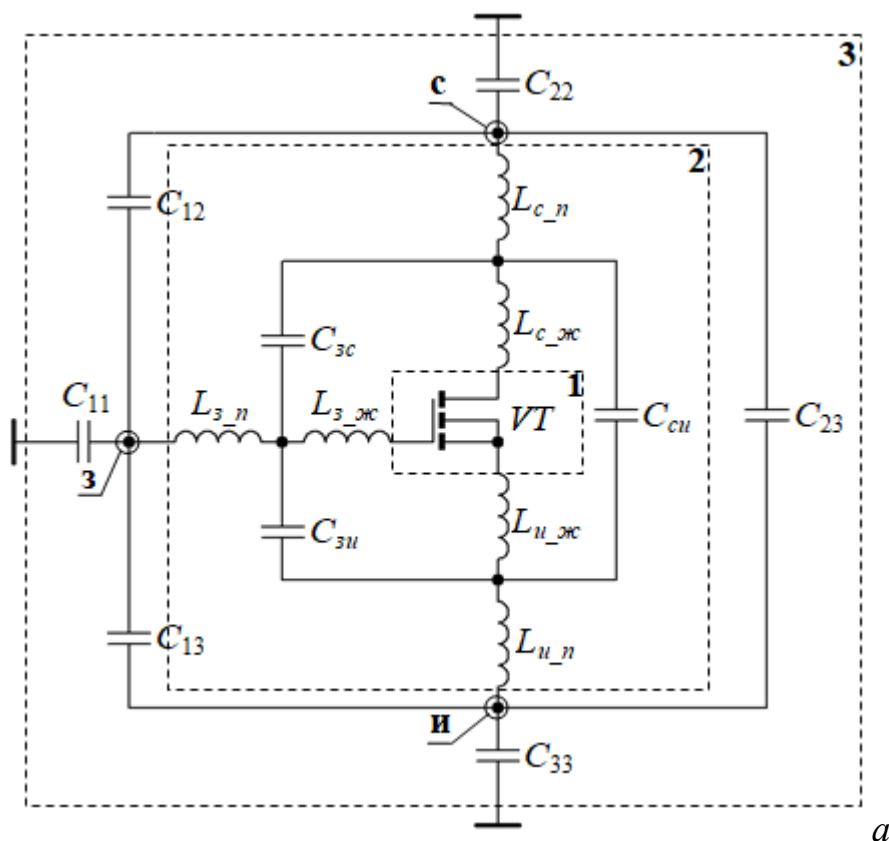 3
с
C22
2
C12
Lс_п
Lс_ж
Cзс
1
C11
Lз_п
Lз_ж
VT
Cси
C23
з
Cзи
Lи_ж
C13
Lи_п
и
C33
а